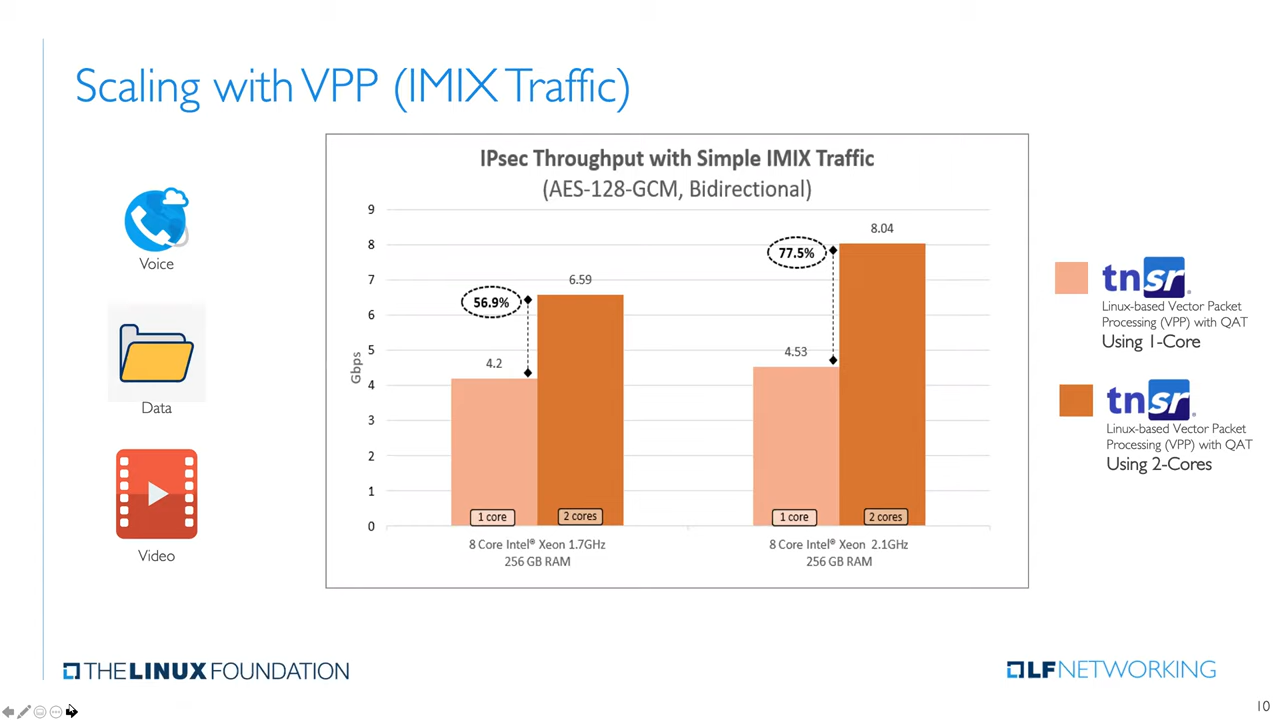 Scaling with VPP (IMIX Traffic)
Voice
Data
Video
IPsec Throughput with Simple IMIX Traffic
(AES-128-GCM, Bidirectional)
Gbps
9
8
7
6
5
4
3
2
1
0
56.9%
4.2
6.59
77.5%
4.53
8.04
1 core
2 cores
1 core
2 cores
8 Core Intel® Xeon 1.7GHz
256 GB RAM
8 Core Intel® Xeon 2.1GHz
256 GB RAM
tnsr®
Linux-based Vector Packet
Processing (VPP) with QAT
Using 1-Core
tnsr®
Linux-based Vector Packet
Processing (VPP) with QAT
Using 2-Cores
THE LINUX FOUNDATION
LFNETWORKING
10